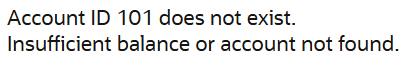 Account ID 101 does not exist.
Insufficient balance or account not found.